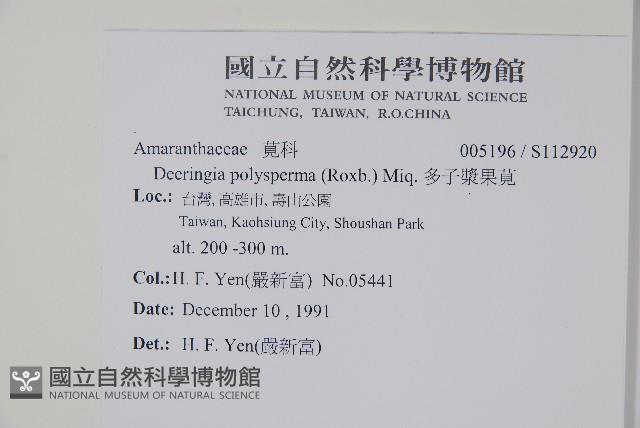 國立自然科學博物館
NATIONAL MUSEUM OF NATURAL SCIENCE
TAICHUNG, TAIWAN, R.O.CHINA
Amaranthaceae 莧科 005196 / S112920
Deeringia polysperma (Roxb.) Miq. 多子漿果莧
Loc.: 台灣, 高雄市, 壽山公園
Taiwan, Kaohsiung City, Shoushan Park
alt. 200 -300 m.
Col.: H. F. Yen(嚴新富) No.05441
Date: December 10 , 1991
Det.: H. F. Yen(嚴新富)
國立自然科學博物館
NATIONAL MUSEUM OF NATURAL SCIENCE